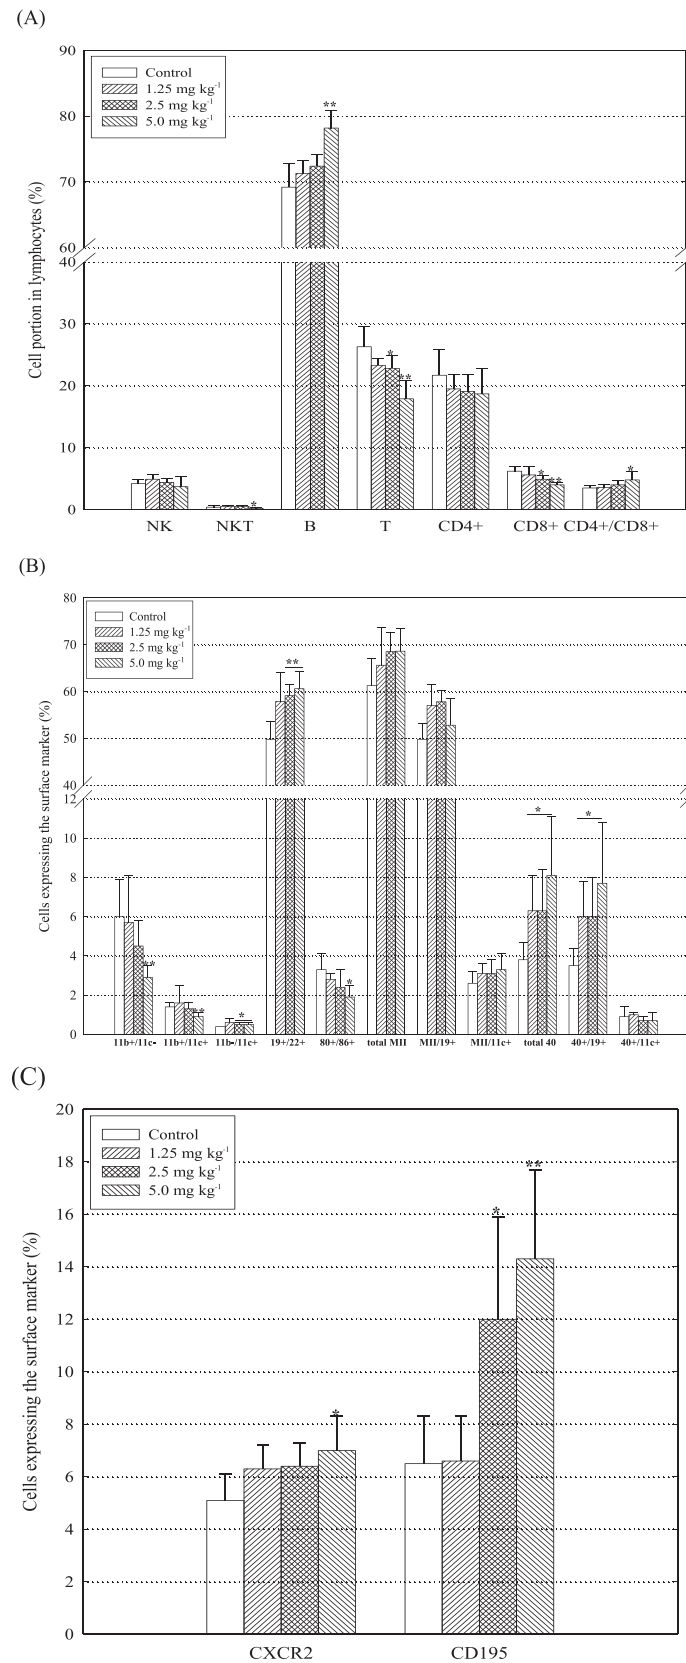 (A)
90
80
70
60
40
30
20
10
0
Cell portion in lymphocytes (%)
Control
1.25 mg kg-1
2.5 mg kg-1
5.0 mg kg-1
**
*
**
*
*
**
*
NK NKT B T CD4+ CD8+ CD4+/CD8+
(B)
80
70
60
50
40
12
10
8
6
4
2
0
Cells expressing the surface marker (%)
Control
1.25 mg kg-1
2.5 mg kg-1
5.0 mg kg-1
**
**
**
*
*
*
*
11b+/11c- 11b+/11c+ 11b-/11c+ 19+/22+ 80+/86+ total MII MII/19+ MII/11c+ total 40 40+/19+ 40+/11c+
(C)
20
18
16
14
12
10
8
6
4
2
0
Cells expressing the surface marker (%)
Control
1.25 mg kg-1
2.5 mg kg-1
5.0 mg kg-1
*
*
**
CXCR2 CD195